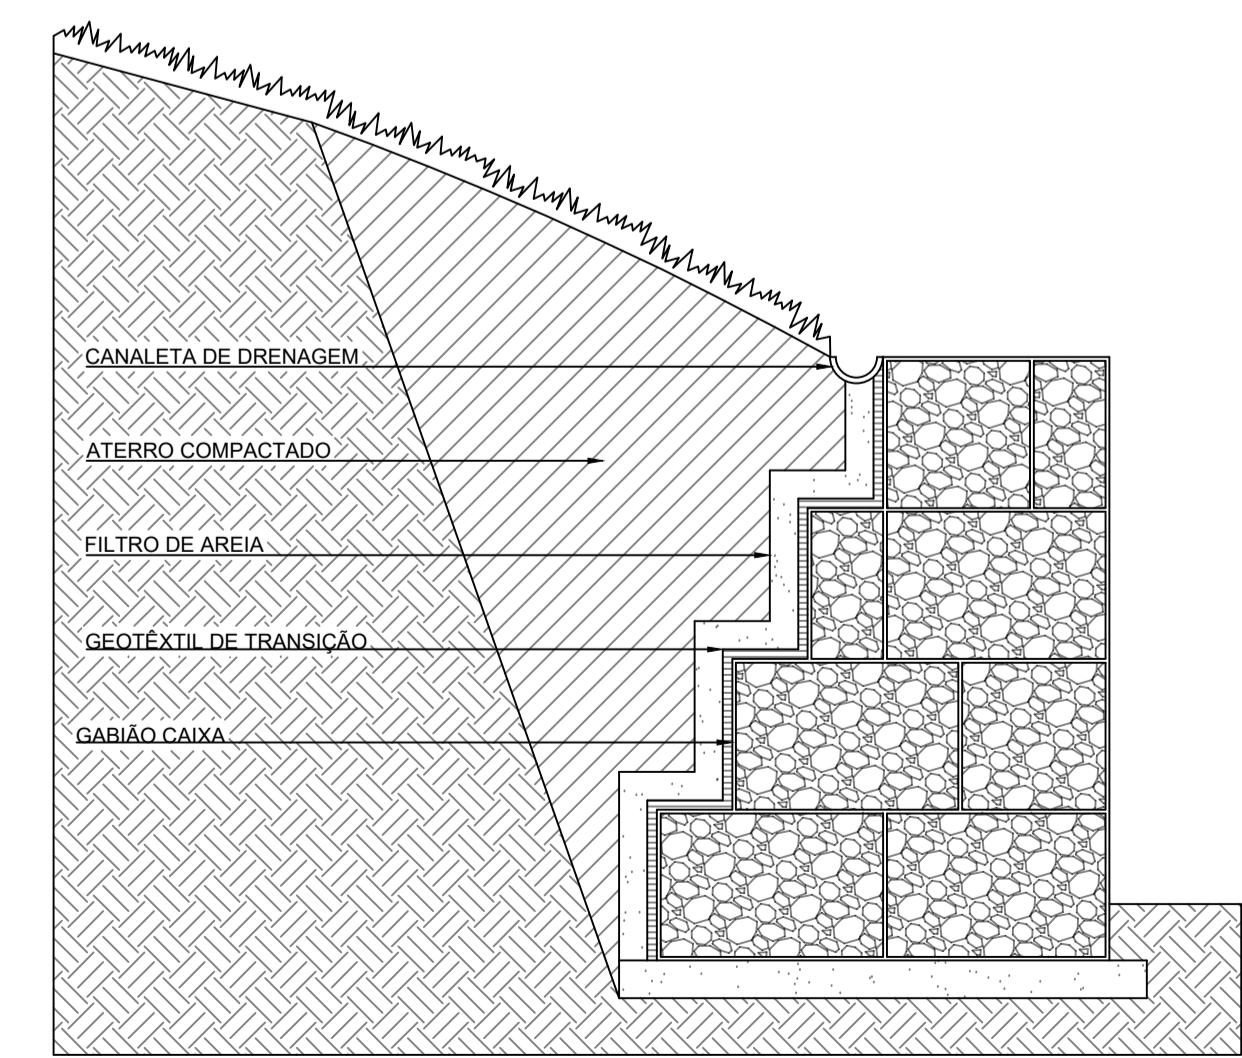 CANALETA DE DRENAGEM
ATERRO COMPACTADO
FILTRO DE AREIA
GEOTÊXTIL DE TRANSIÇÃO
GABIÃO CAIXA